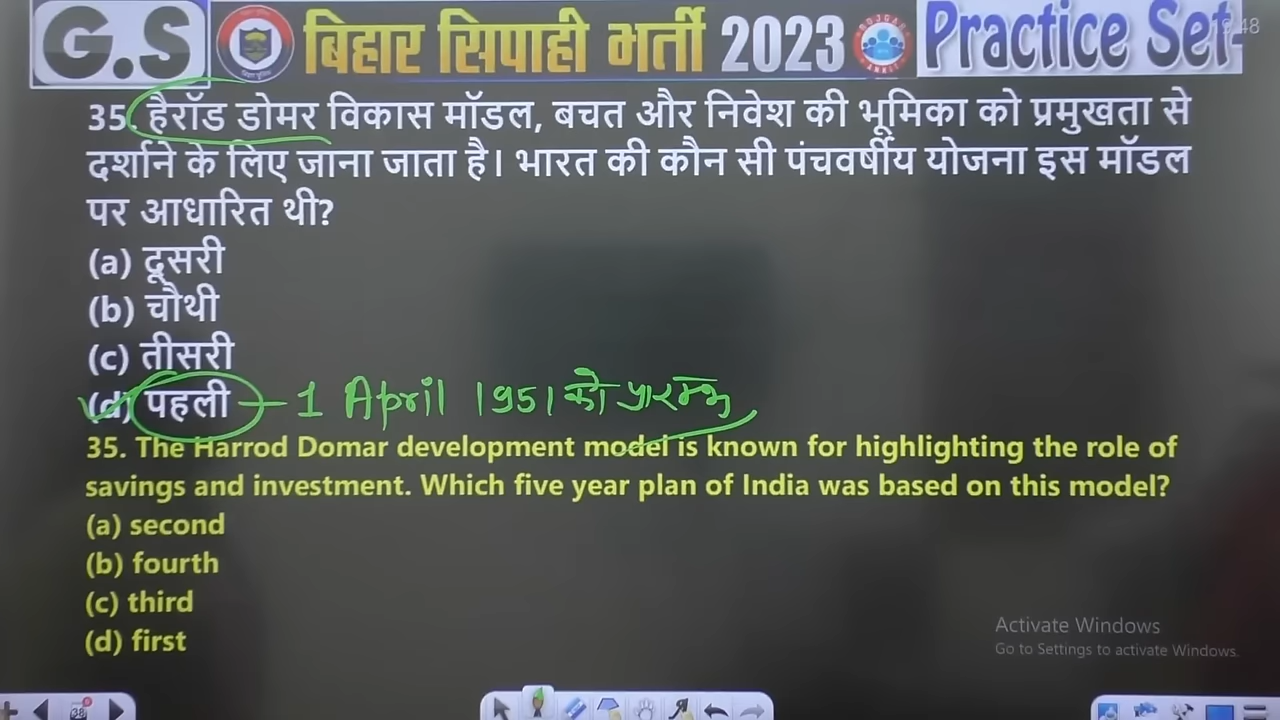 G.S बिहार सिपाही भर्ती 2023 Practice Set-
19:48
35. हैरॉड डोमर विकास मॉडल, बचत और निवेश की भूमिका को प्रमुखता से
दर्शाने के लिए जाना जाता है। भारत की कौन सी पंचवर्षीय योजना इस मॉडल
पर आधारित थी?
(a) दूसरी
(b) चौथी
(c) तीसरी
(d) पहली - 1 April 1951 को प्रारम्भ
35. The Harrod Domar development model is known for highlighting the role of
savings and investment. Which five year plan of India was based on this model?
(a) second
(b) fourth
(c) third
(d) first
Activate Windows
Go to Settings to activate Windows.
38